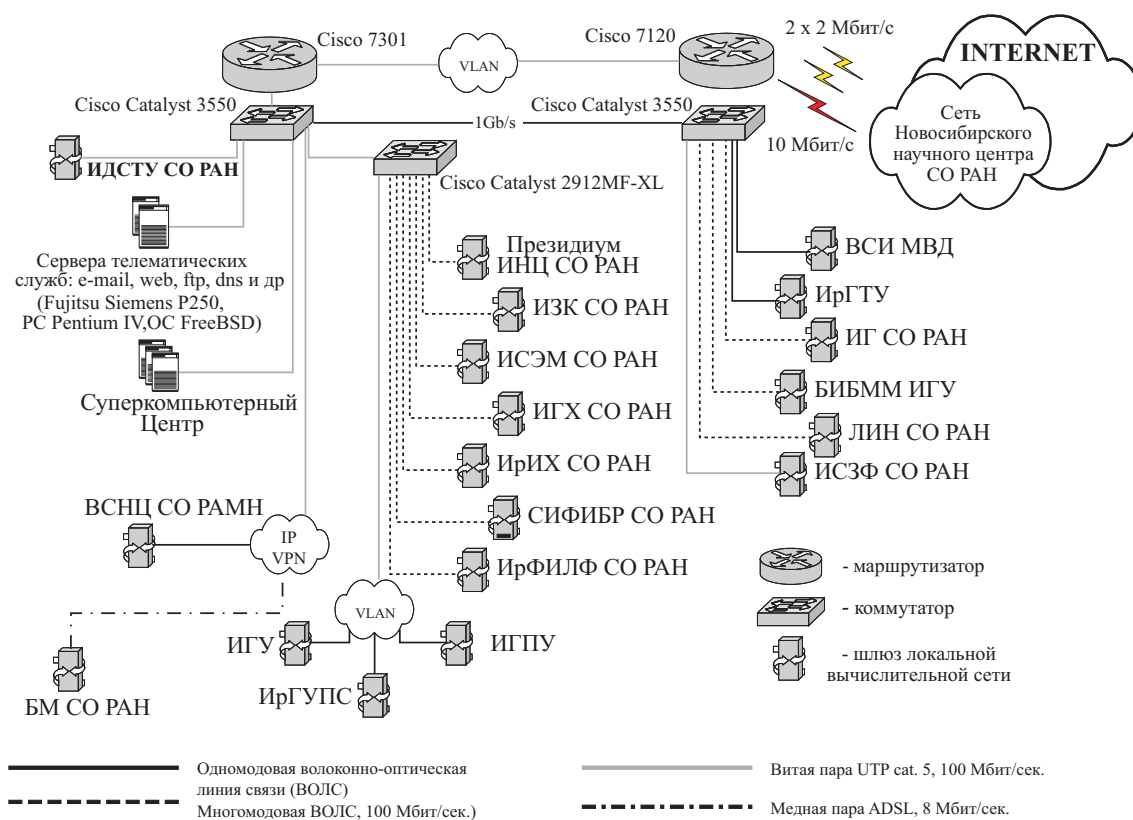 Cisco 7301
VLAN
Cisco 7120
2 x 2 Мбит/с
INTERNET
Cisco Catalyst 3550
1Gb/s
Cisco Catalyst 3550
10 Мбит/с
Сеть
Новосибирского
научного центра
СО РАН
ИДСТУ СО РАН
Cisco Catalyst 2912MF-XL
Сервера телематических
служб: e-mail, web, ftp, dns и др
(Fujitsu Siemens P250,
PC Pentium IV,ОС FreeBSD)
Суперкомпьютерный
Центр
Президиум
ИНЦ СО РАН
ИЗК СО РАН
ИСЭМ СО РАН
ИГХ СО РАН
ИрИХ СО РАН
СИФИБР СО РАН
ИрФИЛФ СО РАН
ВСИ МВД
ИрГТУ
ИГ СО РАН
БИБММ ИГУ
ЛИН СО РАН
ИСЗФ СО РАН
ВСНЦ СО РАМН
IP
VPN
БМ СО РАН
VLAN
ИГУ
ИрГУПС
ИГПУ
- маршрутизатор
- коммутатор
- шлюз локальной
вычислительной сети
Одномодовая волоконно-оптическая
линия связи (ВОЛС)
Многомодовая ВОЛС, 100 Мбит/сек.)
Витая пара UTP cat. 5, 100 Мбит/сек.
Медная пара ADSL, 8 Мбит/сек.